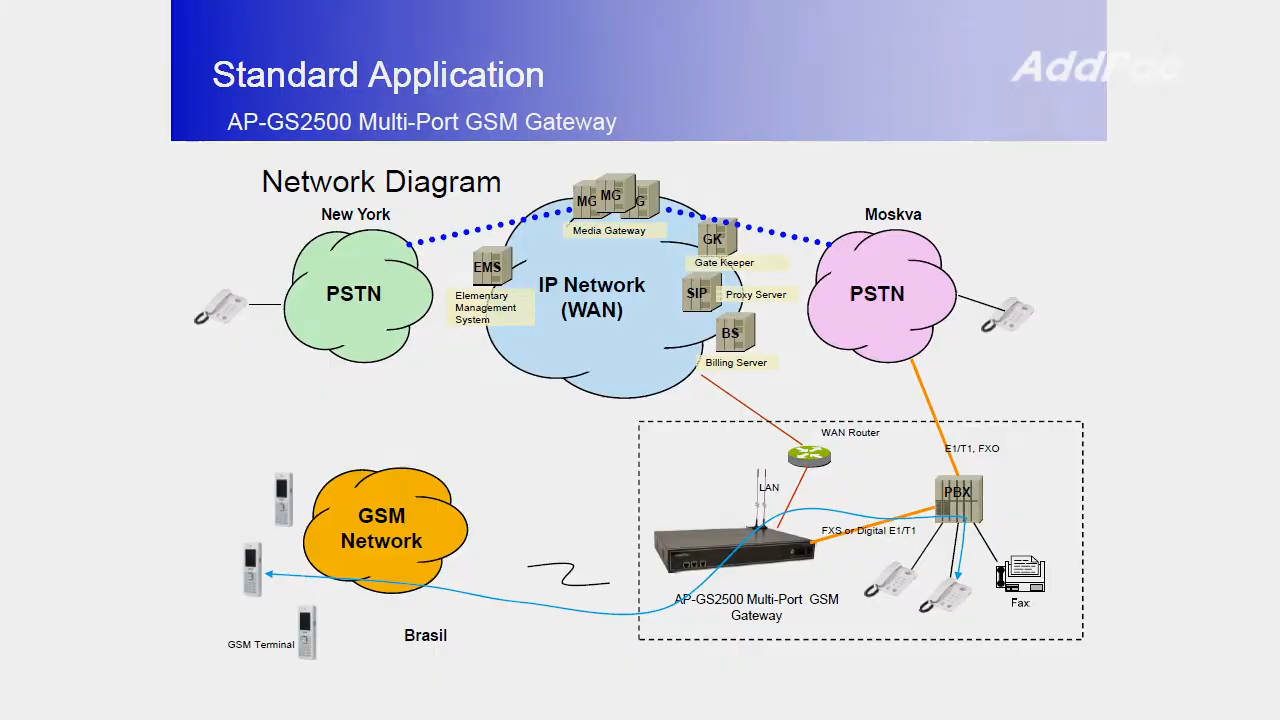 Standard Application
AddPac
AP-GS2500 Multi-Port GSM Gateway
Network Diagram
New York
MG
MG
G
Media Gateway
Moskva
GK
Gate Keeper
EMS
Elementary
Management
System
IP Network
(WAN)
SIP
Proxy Server
BS
Billing Server
PSTN
PSTN
WAN Router
E1/T1, FXO
LAN
PBX
FXS or Digital E1/T1
GSM
Network
AP-GS2500 Multi-Port GSM
Gateway
Fax
Brasil
GSM Terminal